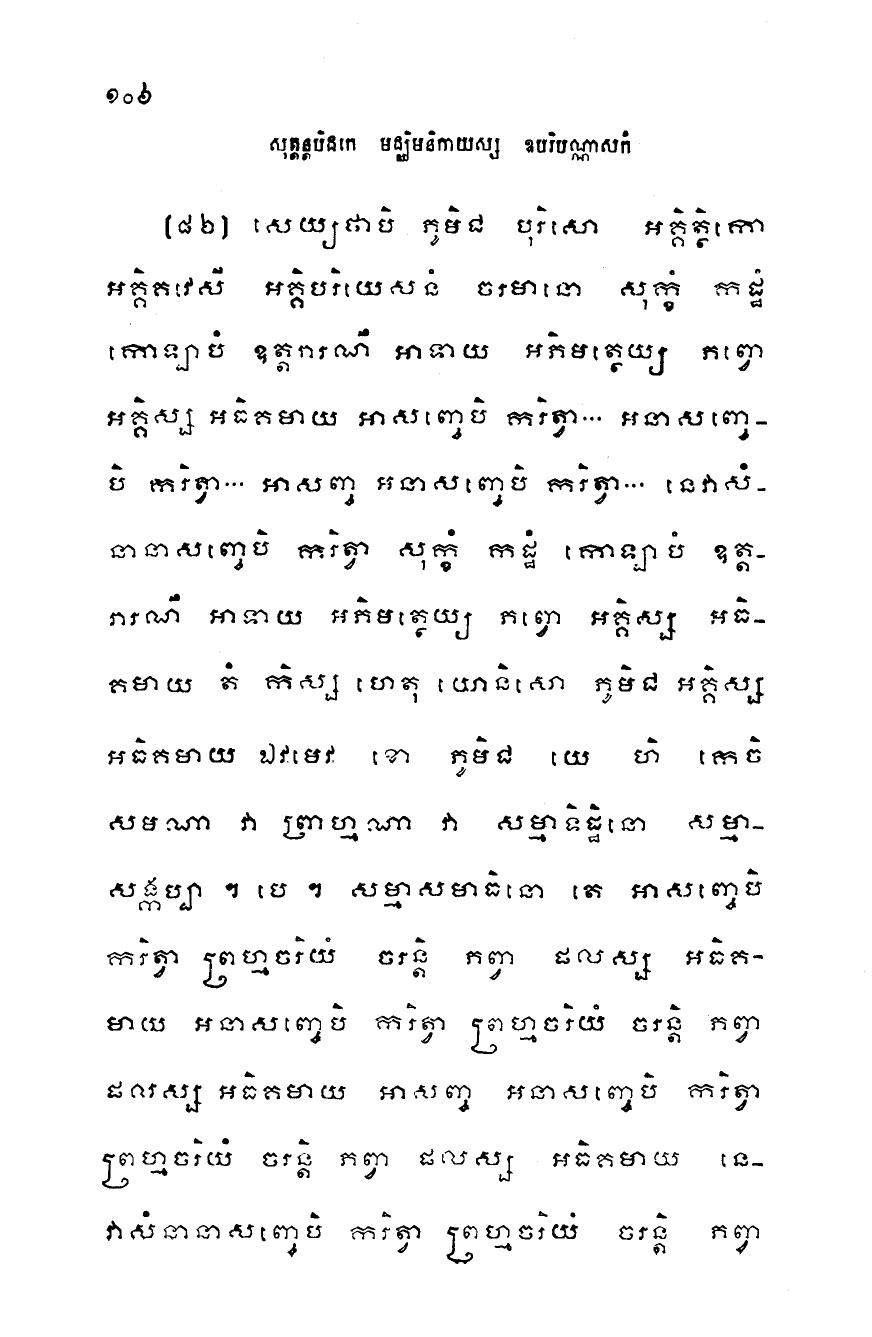 ១០៦
សុត្តន្តបិដកេ មជ្ឈិមនិកាយស្ស ឧបរិបណ្ណាសកំ
(៨៦) សេយ្យថាបិ ភូមិជ បុរិសោ អគ្គិត្ថិកោ
អគ្គិគវេសី អគ្គិបរិយេសនំ ចរមានោ សុក្ខំ កដ្ឋំ
កោឡាបំ ឧត្តរារណឹ អាទាយ អភិមត្ថេយ្យ ភព្វោ
អគ្គិស្ស អធិគមាយ អាសញ្ចេបិ ករិត្វា... អនាសញ្ចេ-
បិ ករិត្វា... អាសញ្ច អនាសញ្ចេបិ ករិត្វា... នេវាសំ-
នានាសញ្ចេបិ ករិត្វា សុក្ខំ កដ្ឋំ កោឡាបំ ឧត្ត-
រារណឹ អាទាយ អភិមត្ថេយ្យ ភព្វោ អគ្គិស្ស អធិ-
គមាយ តំ កិស្ស ហេតុ យោនិសោ ភូមិជ អគ្គិស្ស
អធិគមាយ ឯវមេវ ខោ ភូមិជ យេ ហិ កេចិ
សមណា វា ព្រាហ្មណា វា សម្មាទិដ្ឋិនោ សម្មា-
សង្កប្បា ។ បេ ។ សម្មាសមាធិនោ តេ អាសញ្ចេបិ
ករិត្វា ព្រហ្មចរិយំ ចរន្តិ ភព្វា ផលស្ស អធិគ-
មាយ អនាសញ្ចេបិ ករិត្វា ព្រហ្មចរិយំ ចរន្តិ ភព្វា
ផលស្ស អធិគមាយ អាសញ្ច អនាសញ្ចេបិ ករិត្វា
ព្រហ្មចរិយំ ចរន្តិ ភព្វា ផលស្ស អធិគមាយ នេ-
វាសំនានាសញ្ចេបិ ករិត្វា ព្រហ្មចរិយំ ចរន្តិ ភព្វា